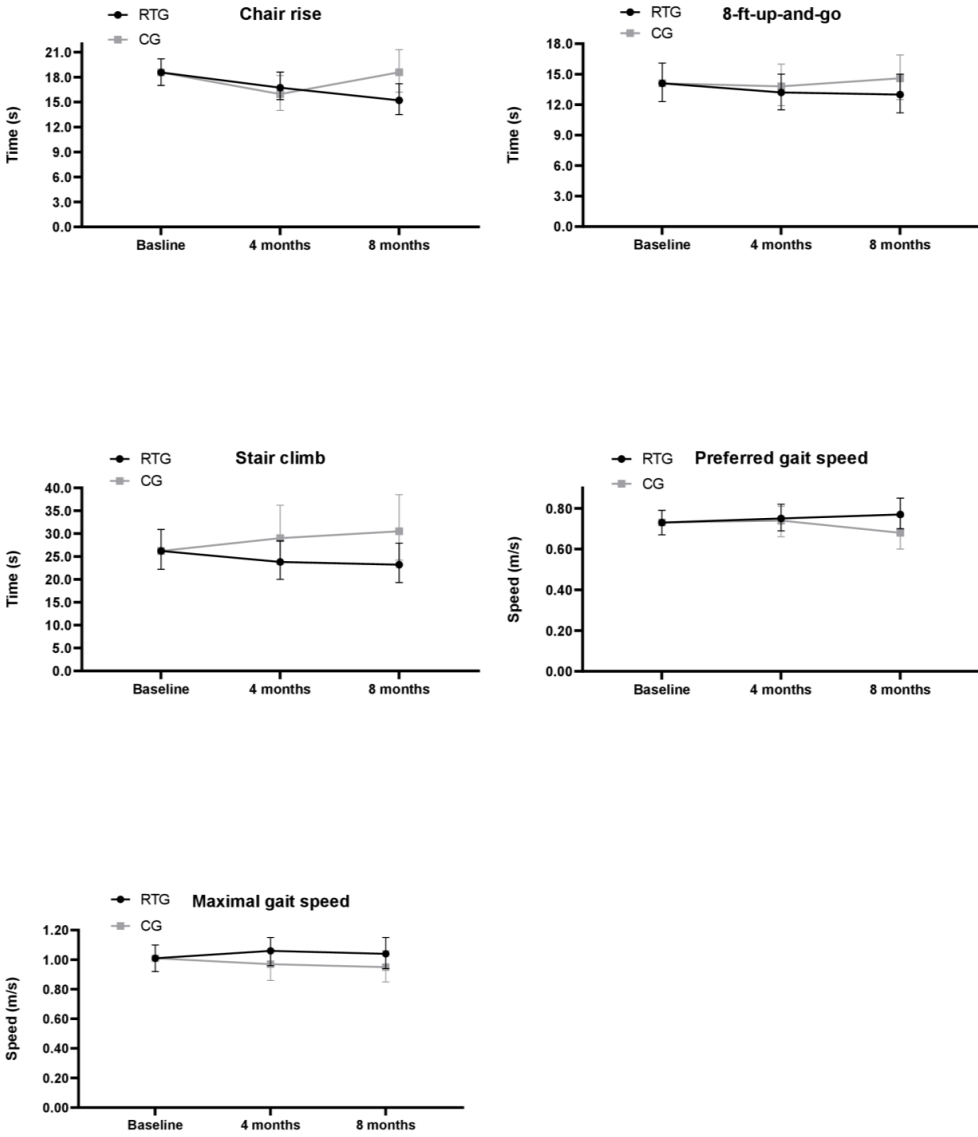 RTG
CG
Chair rise
Time (s)
21.0
18.0
15.0
12.0
9.0
6.0
3.0
0.0
Basline 4 months 8 months
RTG
CG
8-ft-up-and-go
Time (s)
18.0
15.0
12.0
9.0
6.0
3.0
0.0
Baseline 4 months 8 months
RTG
CG
Stair climb
Time (s)
40.0
35.0
30.0
25.0
20.0
15.0
10.0
5.0
0.0
Baseline 4 months 8 months
RTG
CG
Preferred gait speed
Speed (m/s)
0.80
0.60
0.40
0.20
0.00
Baseline 4 months 8 months
RTG
CG
Maximal gait speed
Speed (m/s)
1.20
1.00
0.80
0.60
0.40
0.20
0.00
Baseline 4 months 8 months